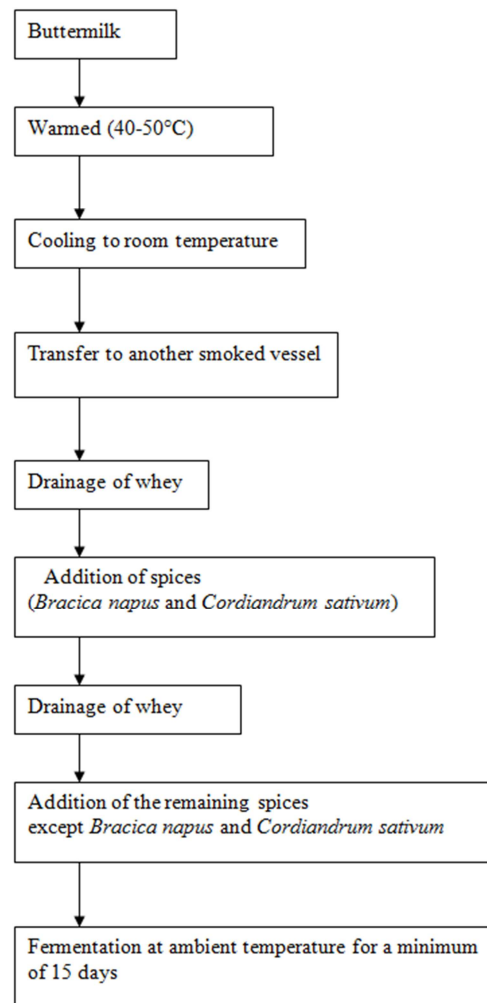 Buttermilk
Warmed (40-50°C)
Cooling to room temperature
Transfer to another smoked vessel
Drainage of whey
Addition of spices
(Bracica napus and Cordiandrum sativum)
Drainage of whey
Addition of the remaining spices
except Bracica napus and Cordiandrum sativum
Fermentation at ambient temperature for a minimum
of 15 days